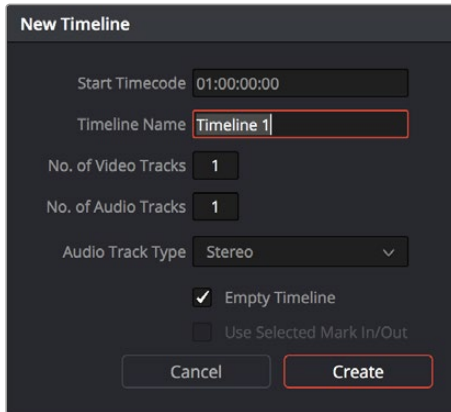 New Timeline
Start Timecode 01:00:00:00
Timeline Name Timeline 1
No. of Video Tracks 1
No. of Audio Tracks 1
Audio Track Type Stereo
Empty Timeline
Use Selected Mark In/Out
Cancel Create